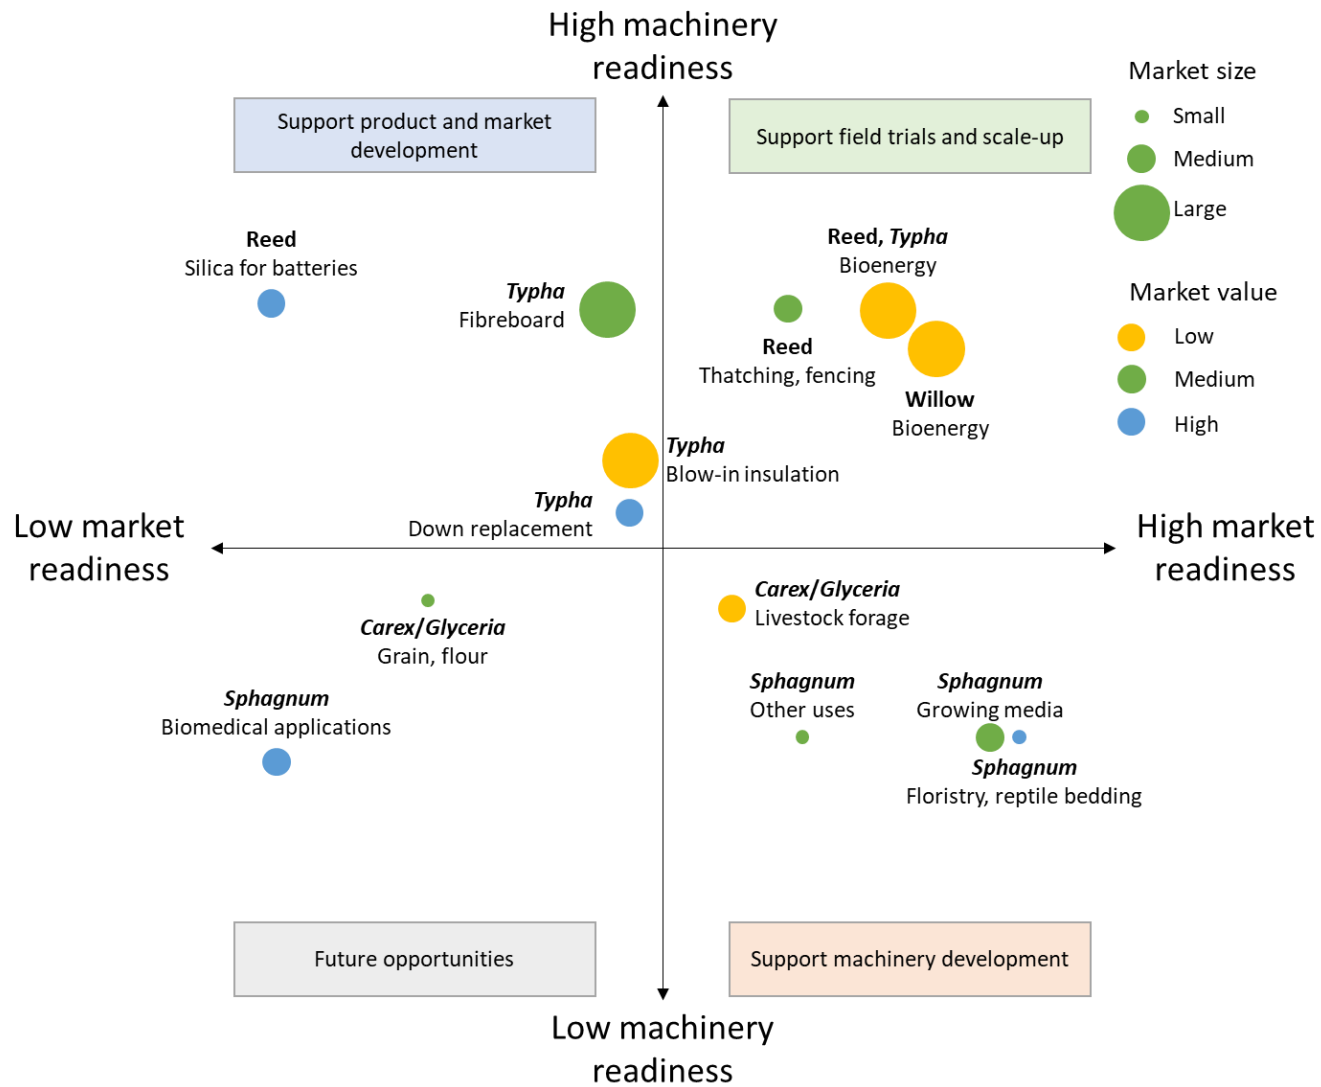 High machinery
readiness
Market size
Small
Medium
Large
Support product and market
development
Support field trials and scale-up
Reed
Silica for batteries
Typha
Fibreboard
Reed, Typha
Bioenergy
Reed
Thatching, fencing
Willow
Bioenergy
Market value
Low
Medium
High
Typha
Blow-in insulation
Typha
Down replacement
Low market
readiness
High market
readiness
Carex/Glyceria
Grain, flour
Carex/Glyceria
Livestock forage
Sphagnum
Biomedical applications
Sphagnum
Other uses
Sphagnum
Growing media
Sphagnum
Floristry, reptile bedding
Future opportunities
Support machinery development
Low machinery
readiness